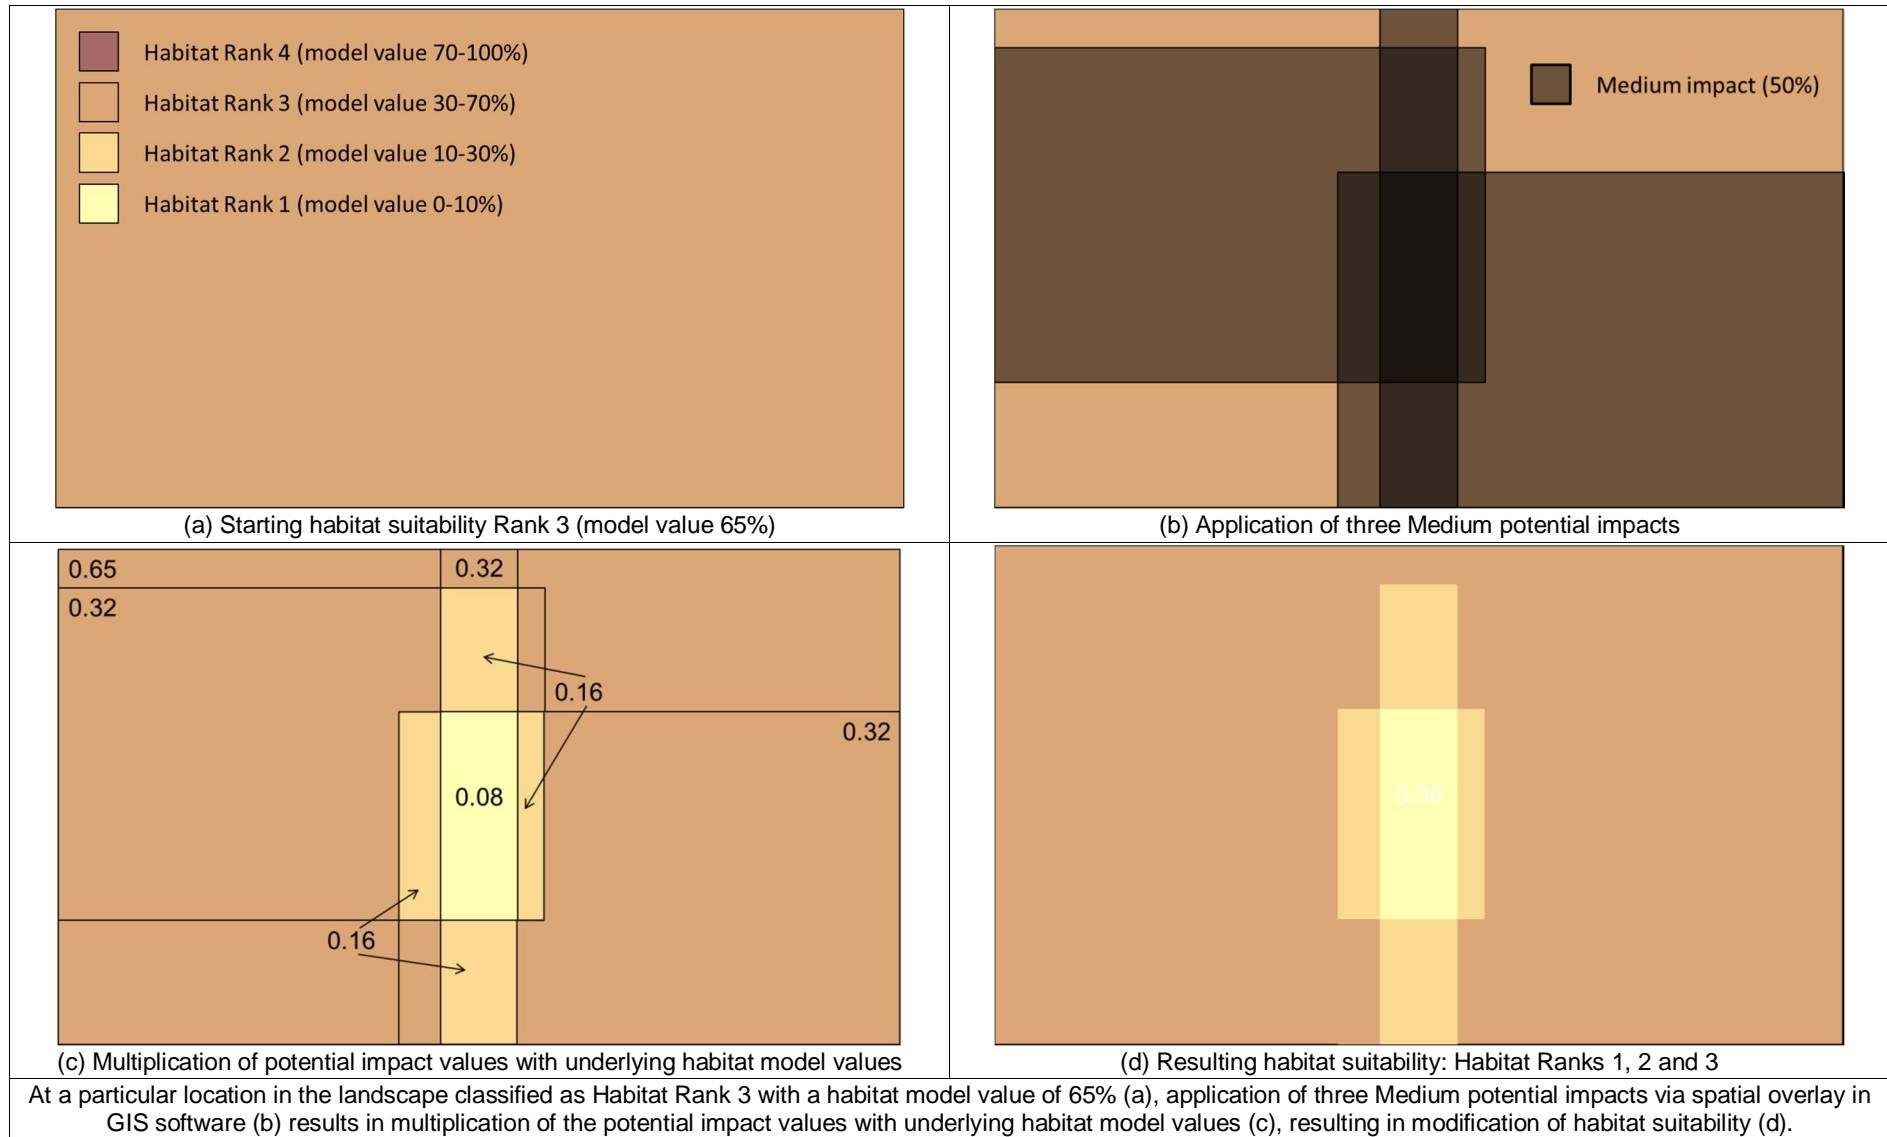 Habitat Rank 4 (model value 70-100%)
Habitat Rank 3 (model value 30-70%)
Habitat Rank 2 (model value 10-30%)
Habitat Rank 1 (model value 0-10%)
(a) Starting habitat suitability Rank 3 (model value 65%)
Medium impact (50%)
(b) Application of three Medium potential impacts
0.65
0.32
0.32
0.16
0.32
0.08
0.16
(c) Multiplication of potential impact values with underlying habitat model values
0.09
(d) Resulting habitat suitability: Habitat Ranks 1, 2 and 3
At a particular location in the landscape classified as Habitat Rank 3 with a habitat model value of 65% (a), application of three Medium potential impacts via spatial overlay in
GIS software (b) results in multiplication of the potential impact values with underlying habitat model values (c), resulting in modification of habitat suitability (d).